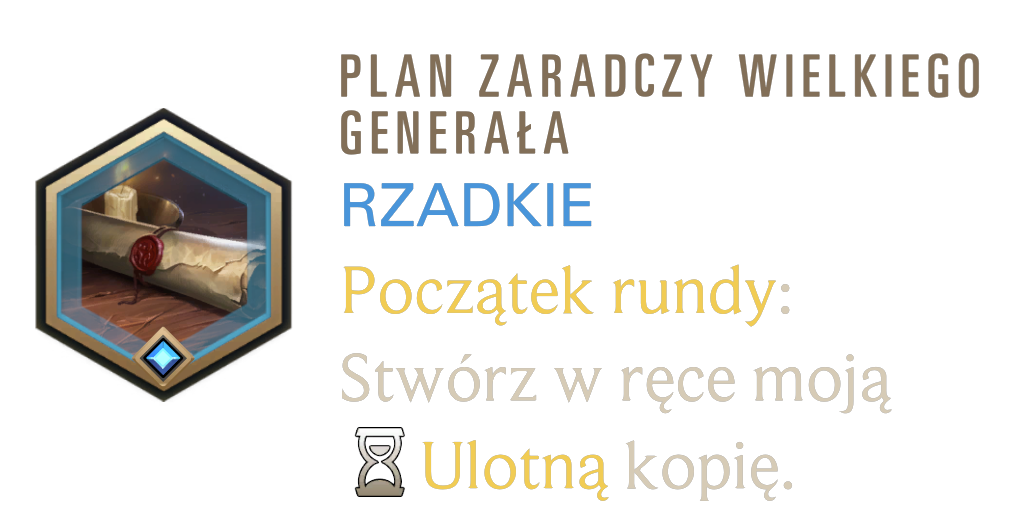 PLAN ZARADCZY WIELKIEGO
GENERAŁA
RZADKIE
Początek rundy:
Stwórz w ręce moją
Ulotną kopię.